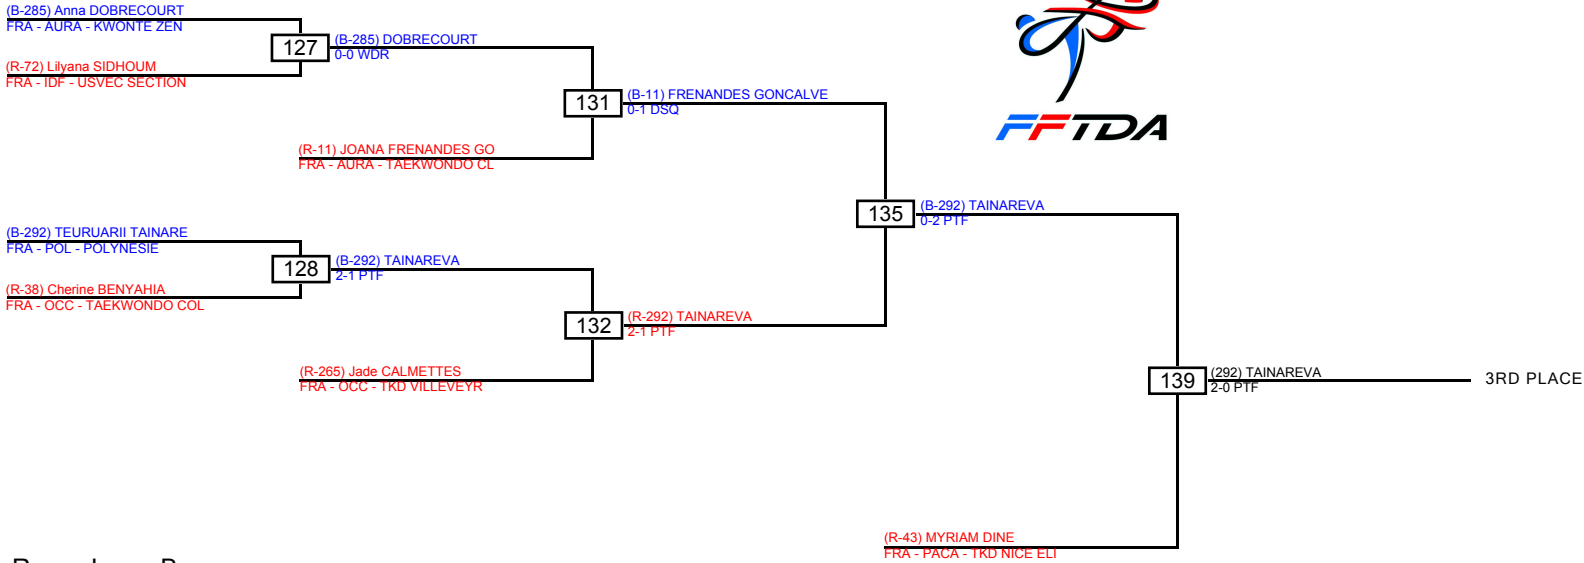 (B-285) Anna DOBRECOURT
FRA - AURA - KWONTE ZEN
127
(B-285) DOBRECOURT
0-0 WDR
(R-72) Lilyana SIDHOUM
FRA - IDF - USVEC SECTION
131
(B-11) FRENANDES GONCALVE
0-1 DSQ
FFTDA
(R-11) JOANA FRENANDES GO
FRA - AURA - TAEKWONDO CL
135
(B-292) TAINAREVA
0-2 PTF
(B-292) TEURUARII TAINARE
FRA - POL - POLYNESIE
128
(B-292) TAINAREVA
2-1 PTF
(R-38) Cherine BENYAHIA
FRA - OCC - TAEKWONDO COL
132
(R-292) TAINAREVA
2-1 PTF
(R-265) Jade CALMETTES
FRA - OCC - TKD VILLEVEYR
139
(292) TAINAREVA
2-0 PTF
3RD PLACE
(R-43) MYRIAM DINE
FRA - PACA - TKD NICE ELI